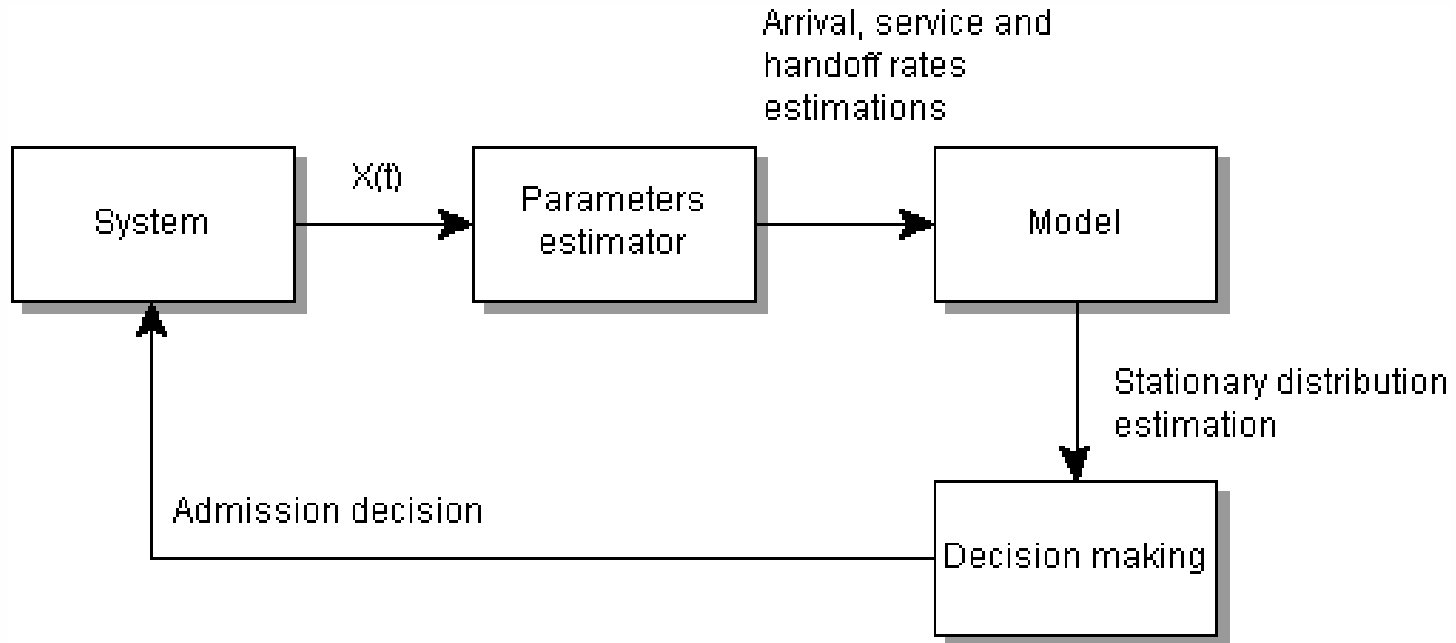 Arrival, service and
handoff rates
estimations
X(t)
System
Parameters
estimator
Model
Stationary distribution
estimation
Admission decision
Decision making